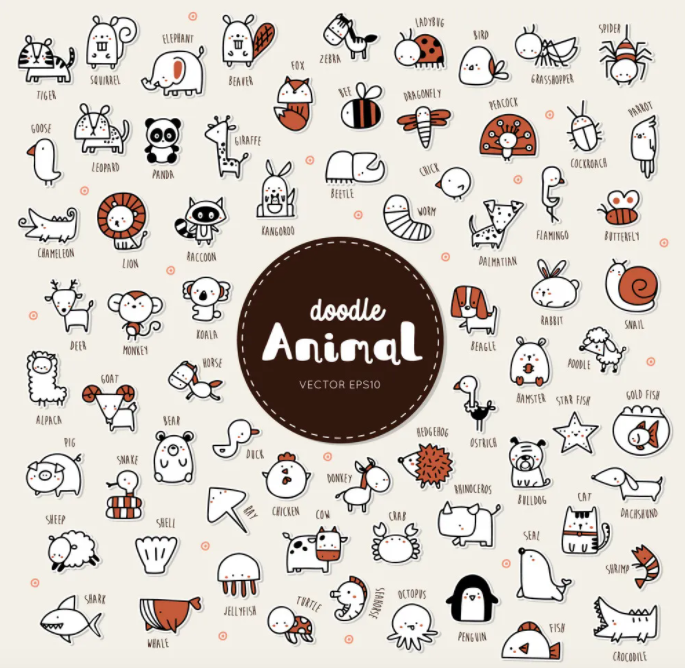 TIGER
SQUIRREL
ELEPHANT
BEAVER
FOX
ZEBRA
LADYBUG
BIRD
GRASSHOPPER
SPIDER
GOOSE
LEOPARD
PANDA
GIRAFFE
BEE
DRAGONFLY
PEACOCK
COCKROACH
PARROT
CHAMELEON
LION
RACCOON
KANGOROO
BEETLE
CHICK
WORM
DALMATIAN
FLAMINGO
BUTTERFLY
doodle
Animal
VECTOR EPS10
DEER
MONKEY
KOALA
BEAGLE
RABBIT
SNAIL
ALPACA
GOAT
HORSE
HAMSTER
POODLE
PIG
SNAKE
BEAR
DUCK
OSTRICH
STAR FISH
GOLD FISH
CHICKEN
DONKEY
HEDGEHOG
BULLDOG
DACHSHUND
SHEEP
SHELL
RAY
COW
CRAB
RHINOCEROS
CAT
SEAL
SHRIMP
SHARK
WHALE
JELLYFISH
TURTLE
SEAHORSE
OCTOPUS
PENGUIN
FISH
CROCODILE